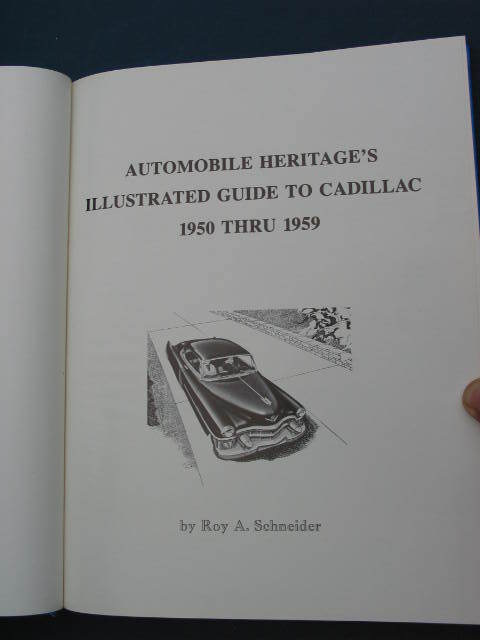 AUTOMOBILE HERITAGE'S
ILLUSTRATED GUIDE TO CADILLAC
1950 THRU 1959
by Roy A. Schneider